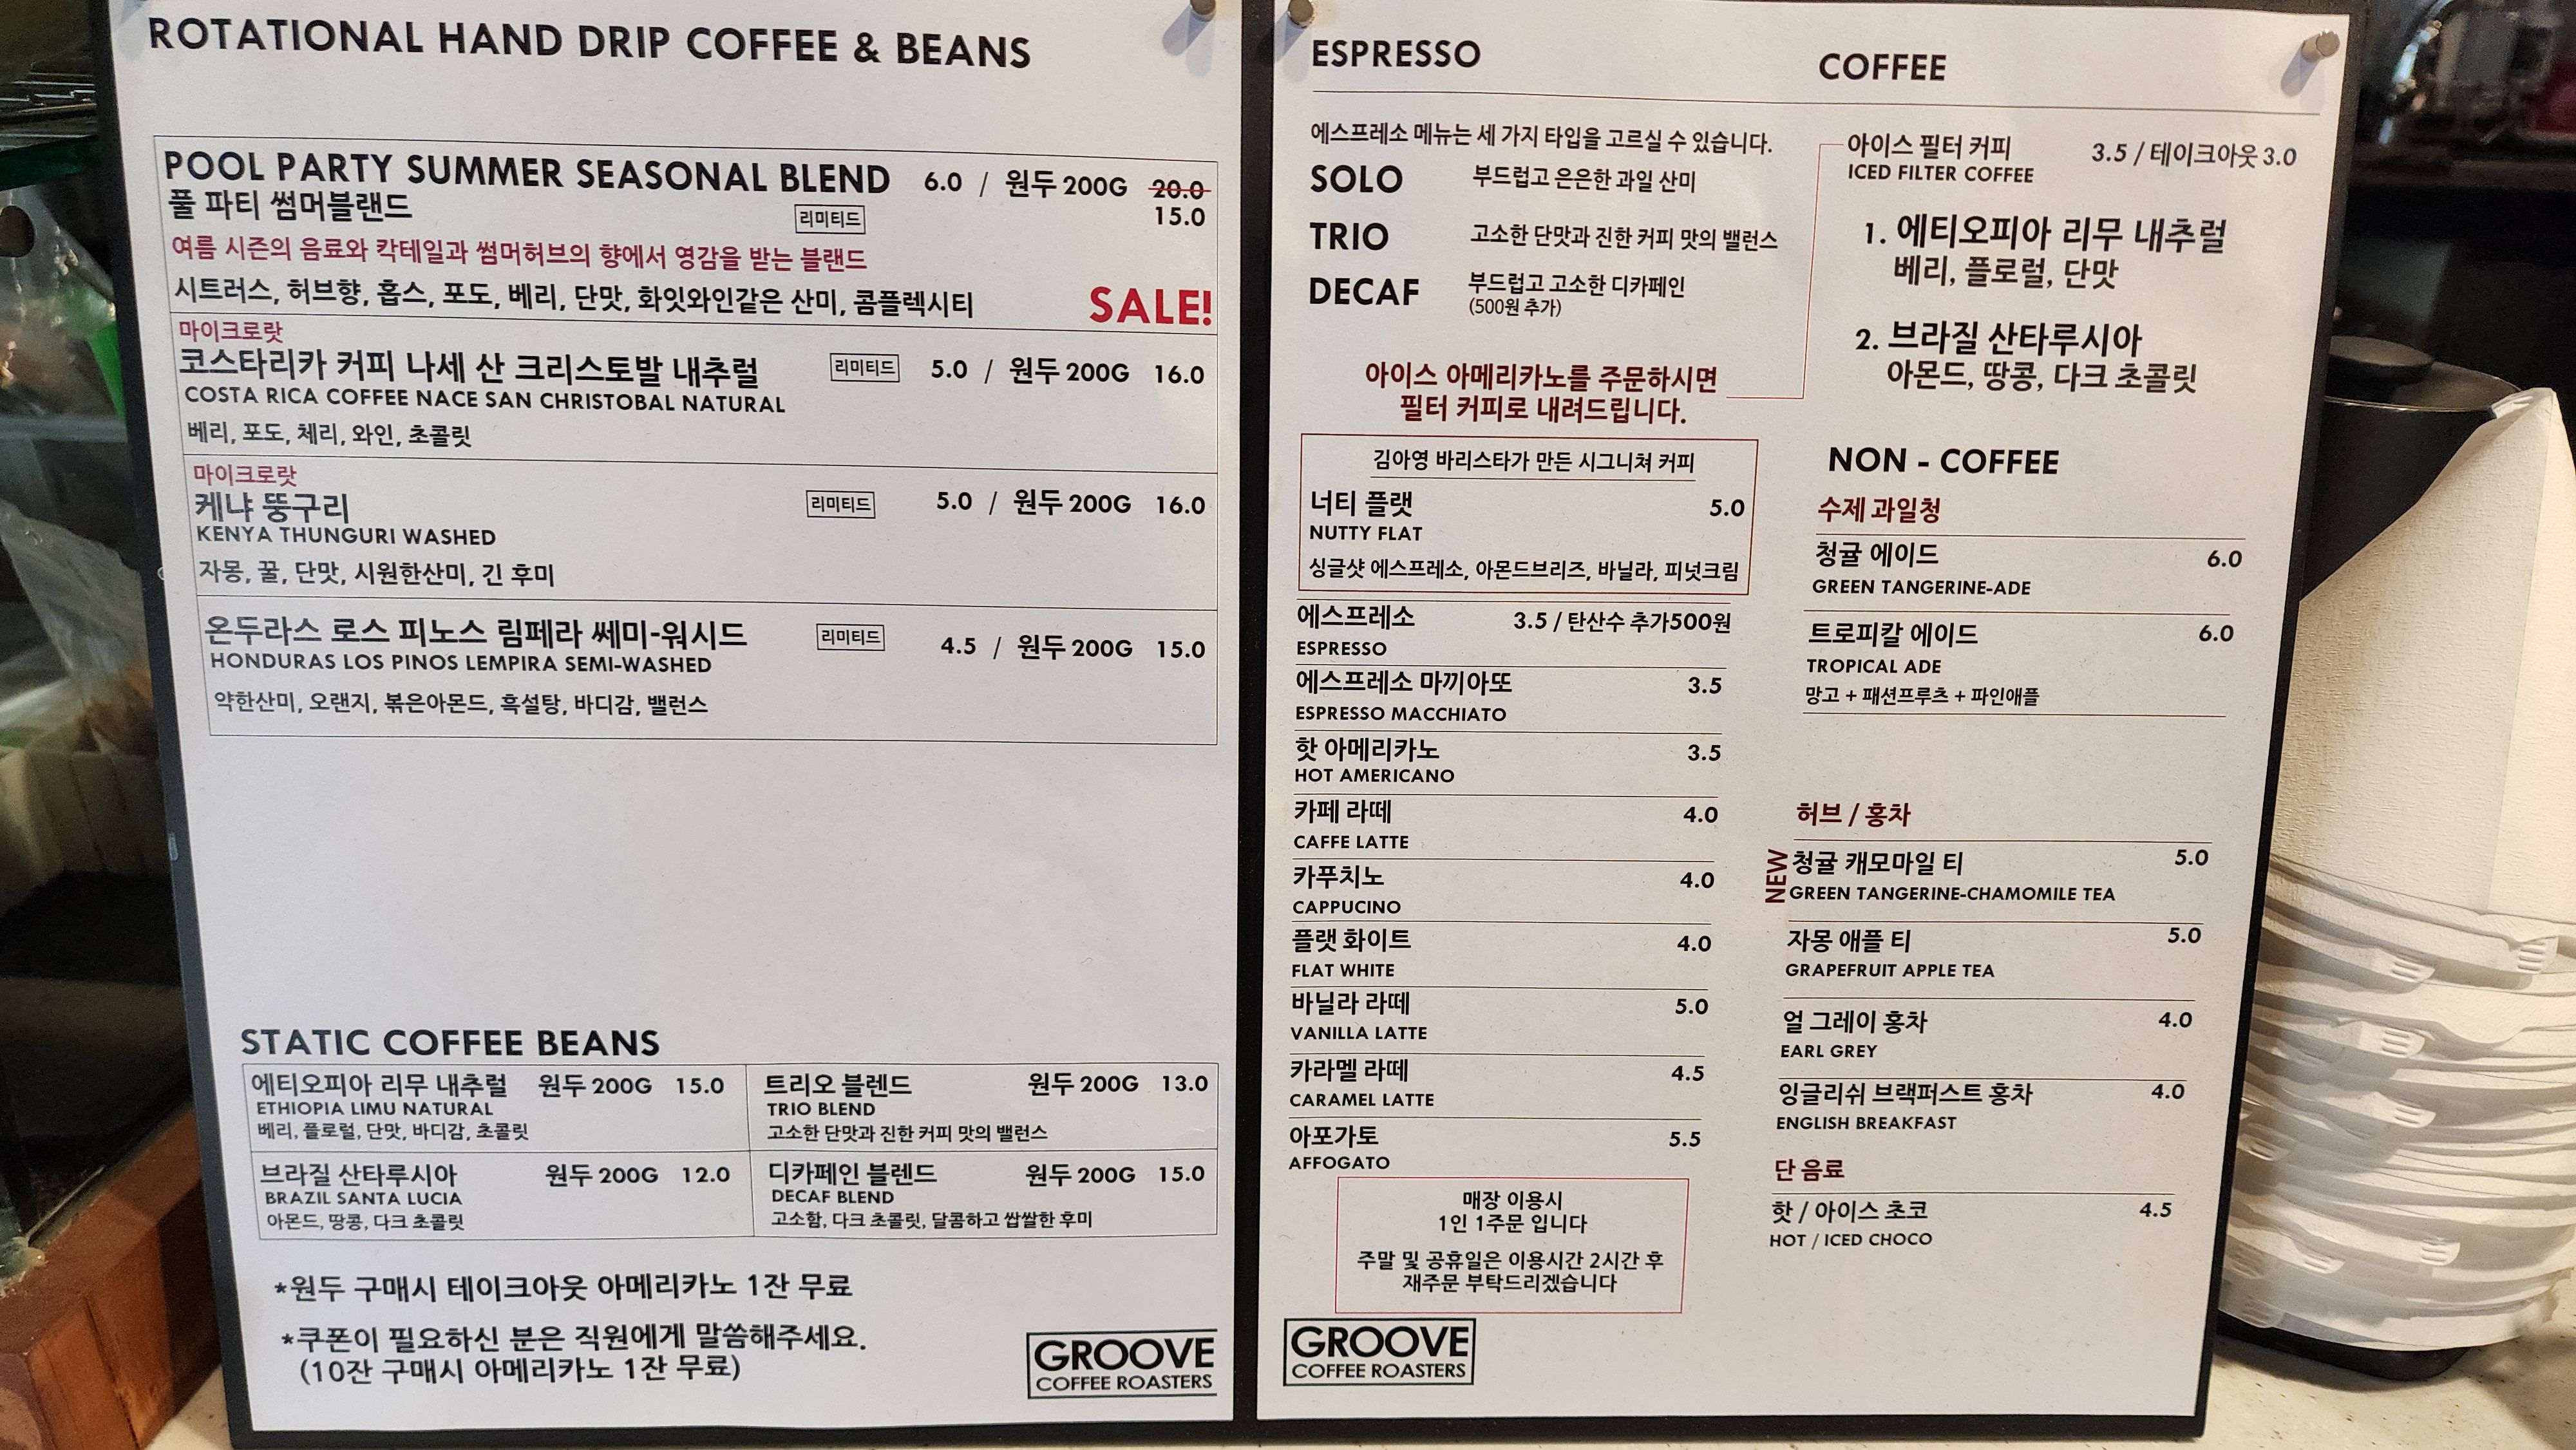 ROTATIONAL HAND DRIP COFFEE & BEANS
POOL PARTY SUMMER SEASONAL BLEND 6.0 / 원두 200G 20.0
풀 파티 썸머블랜드 리미티드 15.0
여름 시즌의 음료와 칵테일과 썸머허브의 향에서 영감을 받는 블랜드
시트러스, 허브향, 홉스, 포도, 베리, 단맛, 화잇와인같은 산미, 콤플렉시티 SALE!
마이크로랏
코스타리카 커피 나세 산 크리스토발 내추럴 리미티드 5.0 / 원두 200G 16.0
COSTA RICA COFFEE NACE SAN CHRISTOBAL NATURAL
베리, 포도, 체리, 와인, 초콜릿
마이크로랏
케냐 뚱구리 리미티드 5.0 / 원두 200G 16.0
KENYA THUNGURI WASHED
자몽, 꿀, 단맛, 시원한산미, 긴 후미
온두라스 로스 피노스 림페라 쎄미-워시드 리미티드 4.5 / 원두 200G 15.0
HONDURAS LOS PINOS LEMPIRA SEMI-WASHED
약한산미, 오랜지, 볶은아몬드, 흑설탕, 바디감, 밸런스
STATIC COFFEE BEANS
에티오피아 리무 내추럴 원두 200G 15.0
ETHIOPIA LIMU NATURAL
베리, 플로럴, 단맛, 바디감, 초콜릿
트리오 블렌드 원두 200G 13.0
TRIO BLEND
고소한 단맛과 진한 커피 맛의 밸런스
브라질 산타루시아 원두 200G 12.0
BRAZIL SANTA LUCIA
아몬드, 땅콩, 다크 초콜릿
디카페인 블렌드 원두 200G 15.0
DECAF BLEND
고소함, 다크 초콜릿, 달콤하고 쌉쌀한 후미
*원두 구매시 테이크아웃 아메리카노 1잔 무료
*쿠폰이 필요하신 분은 직원에게 말씀해주세요.
(10잔 구매시 아메리카노 1잔 무료)
GROOVE
COFFEE ROASTERS
ESPRESSO
에스프레소 메뉴는 세 가지 타입을 고르실 수 있습니다.
SOLO 부드럽고 은은한 과일 산미
TRIO 고소한 단맛과 진한 커피 맛의 밸런스
DECAF 부드럽고 고소한 디카페인
(500원 추가)
아이스 아메리카노를 주문하시면
필터 커피로 내려드립니다.
김아영 바리스타가 만든 시그니쳐 커피
너티 플랫 5.0
NUTTY FLAT
싱글샷 에스프레소, 아몬드브리즈, 바닐라, 피넛크림
에스프레소 3.5 / 탄산수 추가500원
ESPRESSO
에스프레소 마끼아또 3.5
ESPRESSO MACCHIATO
핫 아메리카노 3.5
HOT AMERICANO
카페 라떼 4.0
CAFFE LATTE
카푸치노 4.0
CAPPUCINO
플랫 화이트 4.0
FLAT WHITE
바닐라 라떼 5.0
VANILLA LATTE
카라멜 라떼 4.5
CARAMEL LATTE
아포가토 5.5
AFFOGATO
매장 이용시
1인 1주문 입니다
주말 및 공휴일은 이용시간 2시간 후
재주문 부탁드리겠습니다
GROOVE
COFFEE ROASTERS
COFFEE
아이스 필터 커피 3.5 / 테이크아웃 3.0
ICED FILTER COFFEE
1. 에티오피아 리무 내추럴
베리, 플로럴, 단맛
2. 브라질 산타루시아
아몬드, 땅콩, 다크 초콜릿
NON - COFFEE
수제 과일청
청귤 에이드 6.0
GREEN TANGERINE-ADE
트로피칼 에이드 6.0
TROPICAL ADE
망고 + 패션프루츠 + 파인애플
허브 / 홍차
NEW
청귤 캐모마일 티 5.0
GREEN TANGERINE-CHAMOMILE TEA
자몽 애플 티 5.0
GRAPEFRUIT APPLE TEA
얼 그레이 홍차 4.0
EARL GREY
잉글리쉬 브랙퍼스트 홍차 4.0
ENGLISH BREAKFAST
단 음료
핫 / 아이스 초코 4.5
HOT / ICED CHOCO